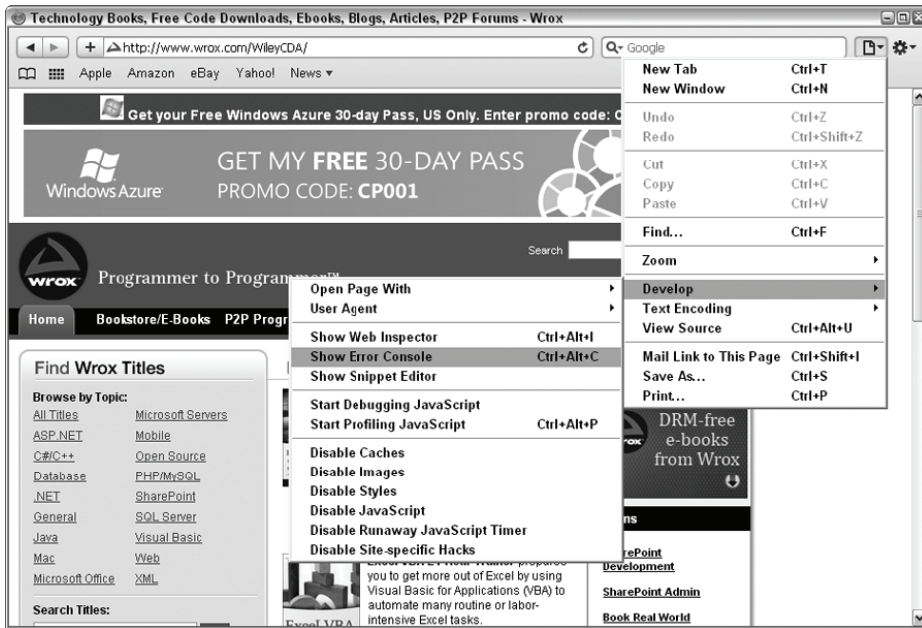 Technology Books, Free Code Downloads, Ebooks, Blogs, Articles, P2P Forums - Wrox
http://www.wrox.com/WileyCDA/
Google
Apple Amazon eBay Yahoo! News ▾
Get your Free Windows Azure 30-day Pass, US Only. Enter promo code:
Windows Azure
GET MY FREE 30-DAY PASS
PROMO CODE: CP001
Search
wrox
Programmer to Programmer™
Home Bookstore/E-Books P2P
Find Wrox Titles
Browse by Topic:
All Titles Microsoft Servers
ASP.NET Mobile
C#/C++ Open Source
Database PHP/MySQL
.NET SharePoint
General SQL Server
Java Visual Basic
Mac Web
Microsoft Office XML
Search Titles:
New Tab Ctrl+T
New Window Ctrl+N
Undo Ctrl+Z
Redo Ctrl+Shift+Z
Cut Ctrl+X
Copy Ctrl+C
Paste Ctrl+V
Find... Ctrl+F
Zoom
Develop
Text Encoding
View Source Ctrl+Alt+U
Mail Link to This Page Ctrl+Shift+I
Save As... Ctrl+S
Print... Ctrl+P
Open Page With
User Agent
Show Web Inspector Ctrl+Alt+I
Show Error Console Ctrl+Alt+C
Show Snippet Editor
Start Debugging JavaScript
Start Profiling JavaScript Ctrl+Alt+P
Disable Caches
Disable Images
Disable Styles
Disable JavaScript
Disable Runaway JavaScript Timer
Disable Site-specific Hacks
you to get more out of Excel by using
Visual Basic for Applications (VBA) to
automate many routine or labor-
intensive Excel tasks.
Excel VBA
DRM-free
e-books
from Wrox
Development
SharePoint Admin
Book Real World